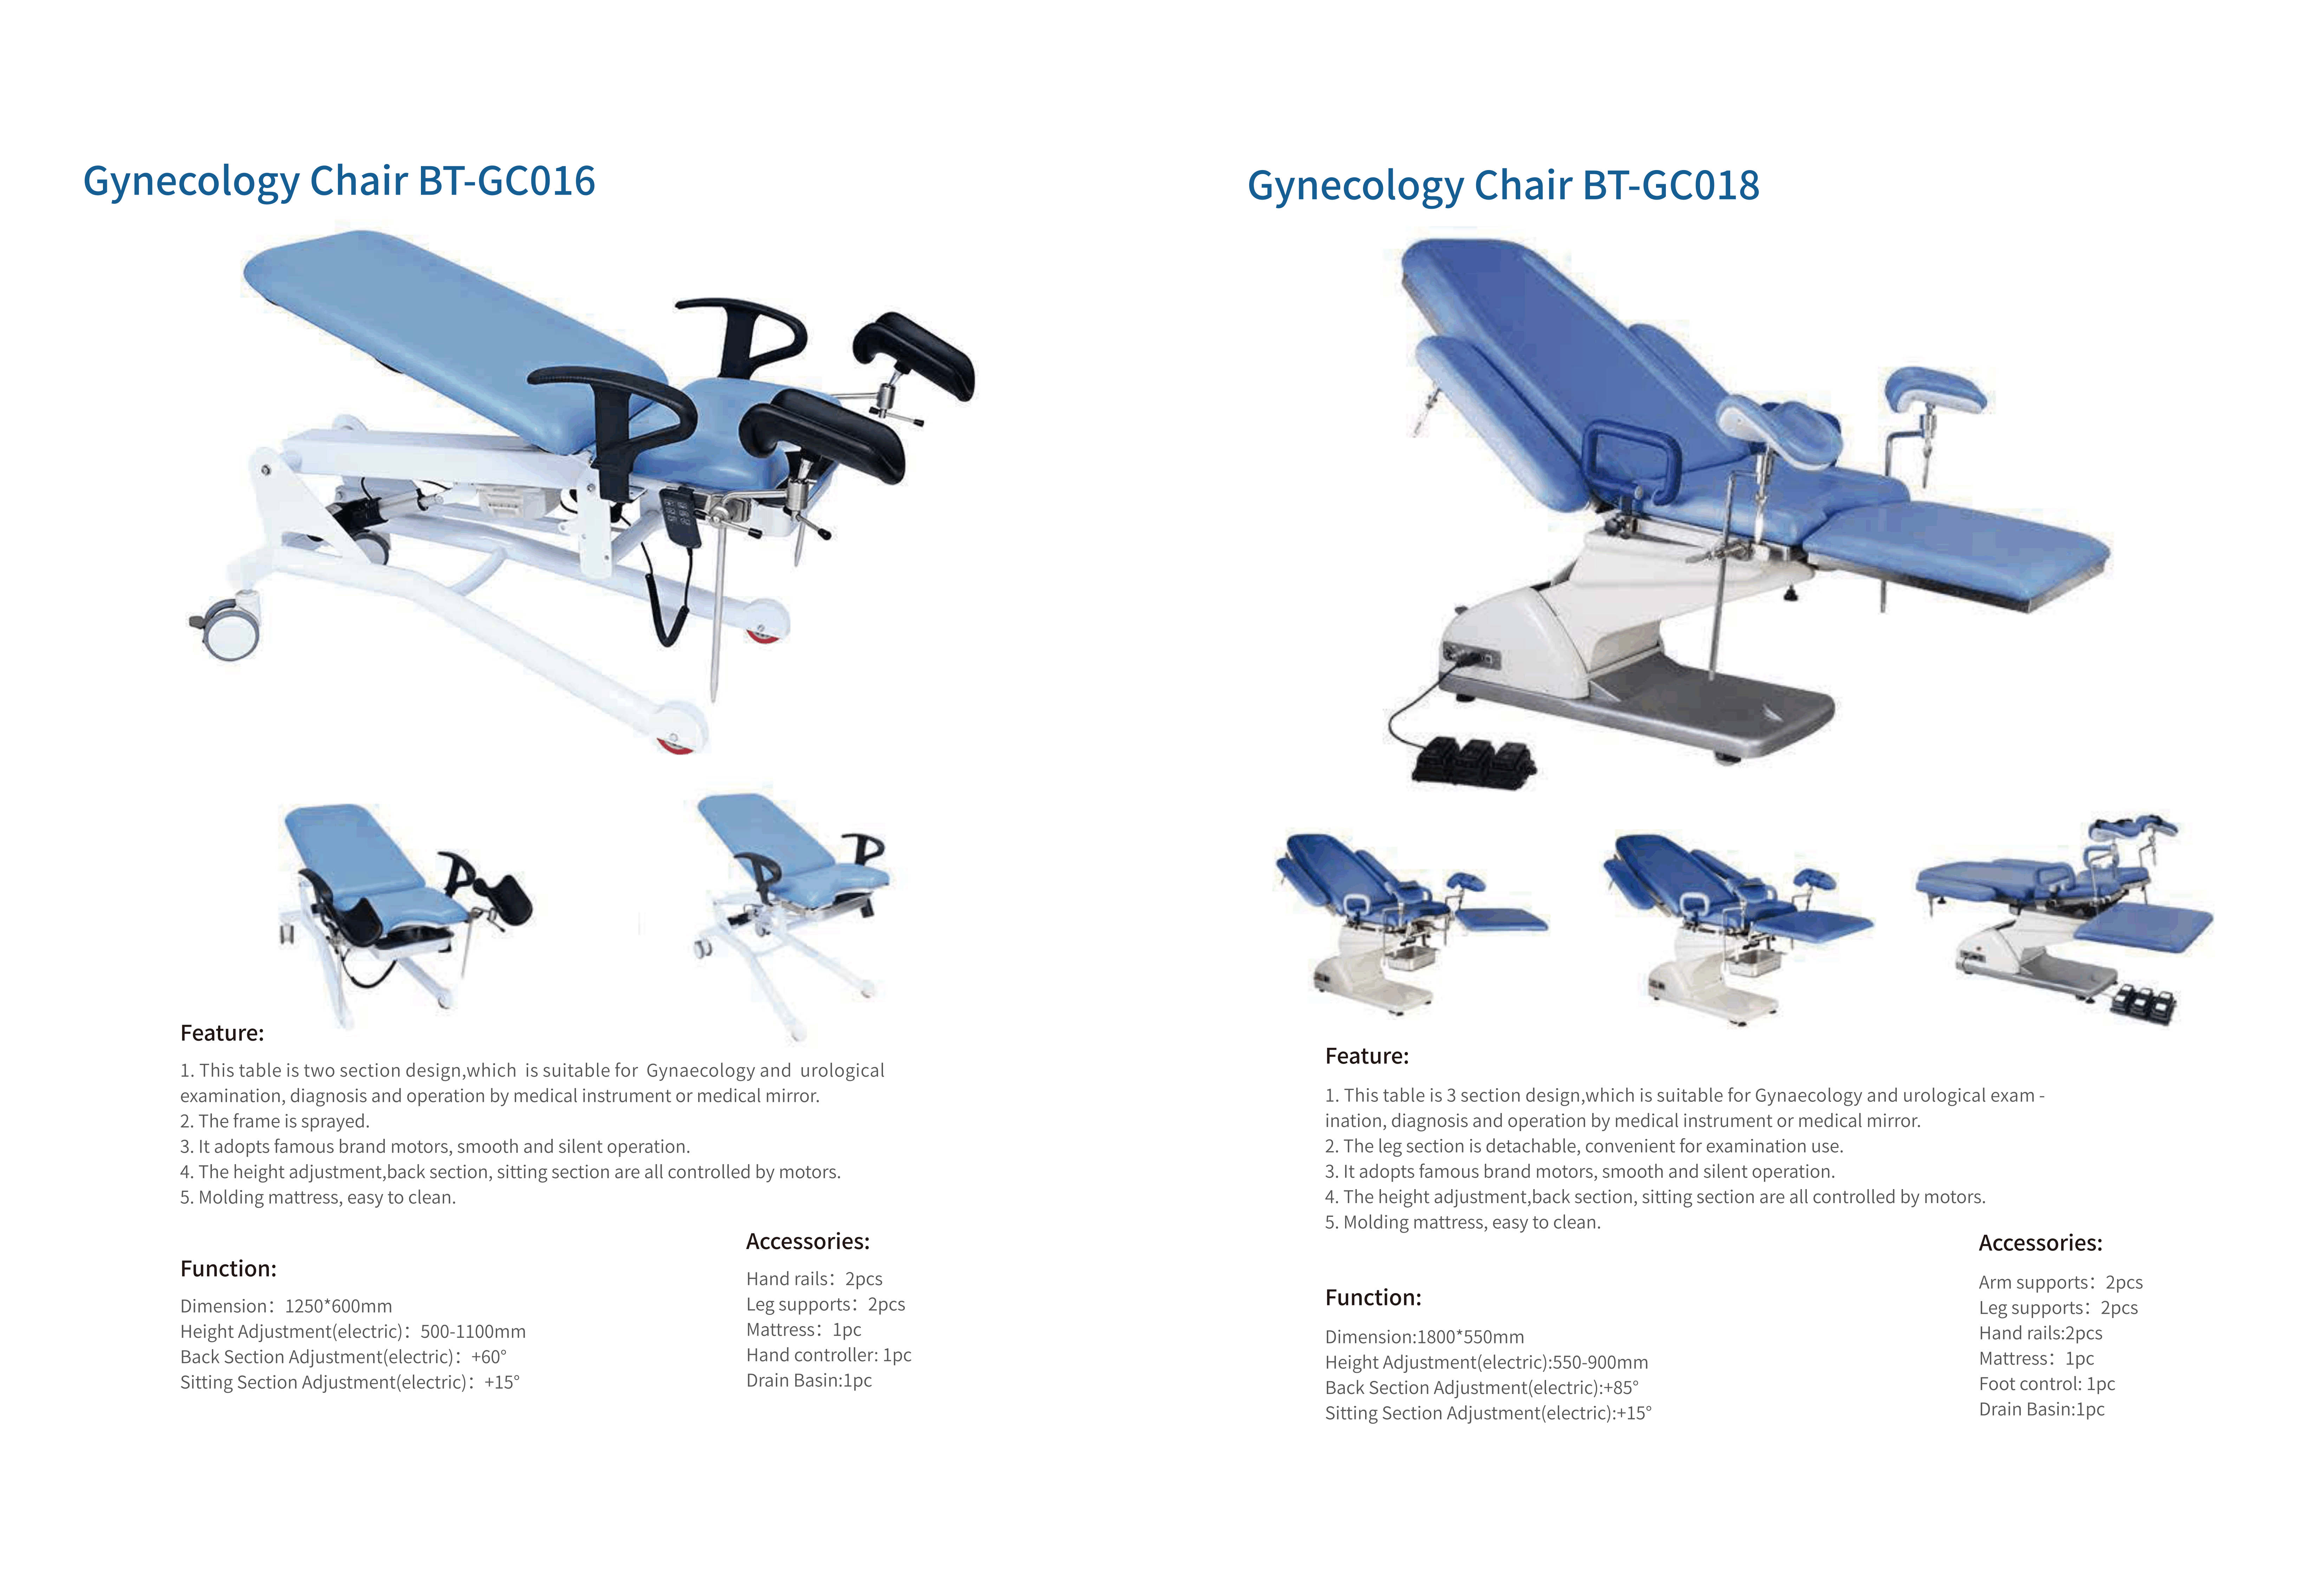 Gynecology Chair BT-GC016
Feature:
1. This table is two section design,which is suitable for Gynaecology and urological
examination, diagnosis and operation by medical instrument or medical mirror.
2. The frame is sprayed.
3. It adopts famous brand motors, smooth and silent operation.
4. The height adjustment,back section, sitting section are all controlled by motors.
5. Molding mattress, easy to clean.
Function:
Dimension：1250*600mm
Height Adjustment(electric)：500-1100mm
Back Section Adjustment(electric)：+60°
Sitting Section Adjustment(electric)：+15°
Accessories:
Hand rails：2pcs
Leg supports：2pcs
Mattress：1pc
Hand controller: 1pc
Drain Basin:1pc
Gynecology Chair BT-GC018
Feature:
1. This table is 3 section design,which is suitable for Gynaecology and urological exam -
ination, diagnosis and operation by medical instrument or medical mirror.
2. The leg section is detachable, convenient for examination use.
3. It adopts famous brand motors, smooth and silent operation.
4. The height adjustment,back section, sitting section are all controlled by motors.
5. Molding mattress, easy to clean.
Function:
Dimension:1800*550mm
Height Adjustment(electric):550-900mm
Back Section Adjustment(electric):+85°
Sitting Section Adjustment(electric):+15°
Accessories:
Arm supports：2pcs
Leg supports：2pcs
Hand rails:2pcs
Mattress：1pc
Foot control: 1pc
Drain Basin:1pc